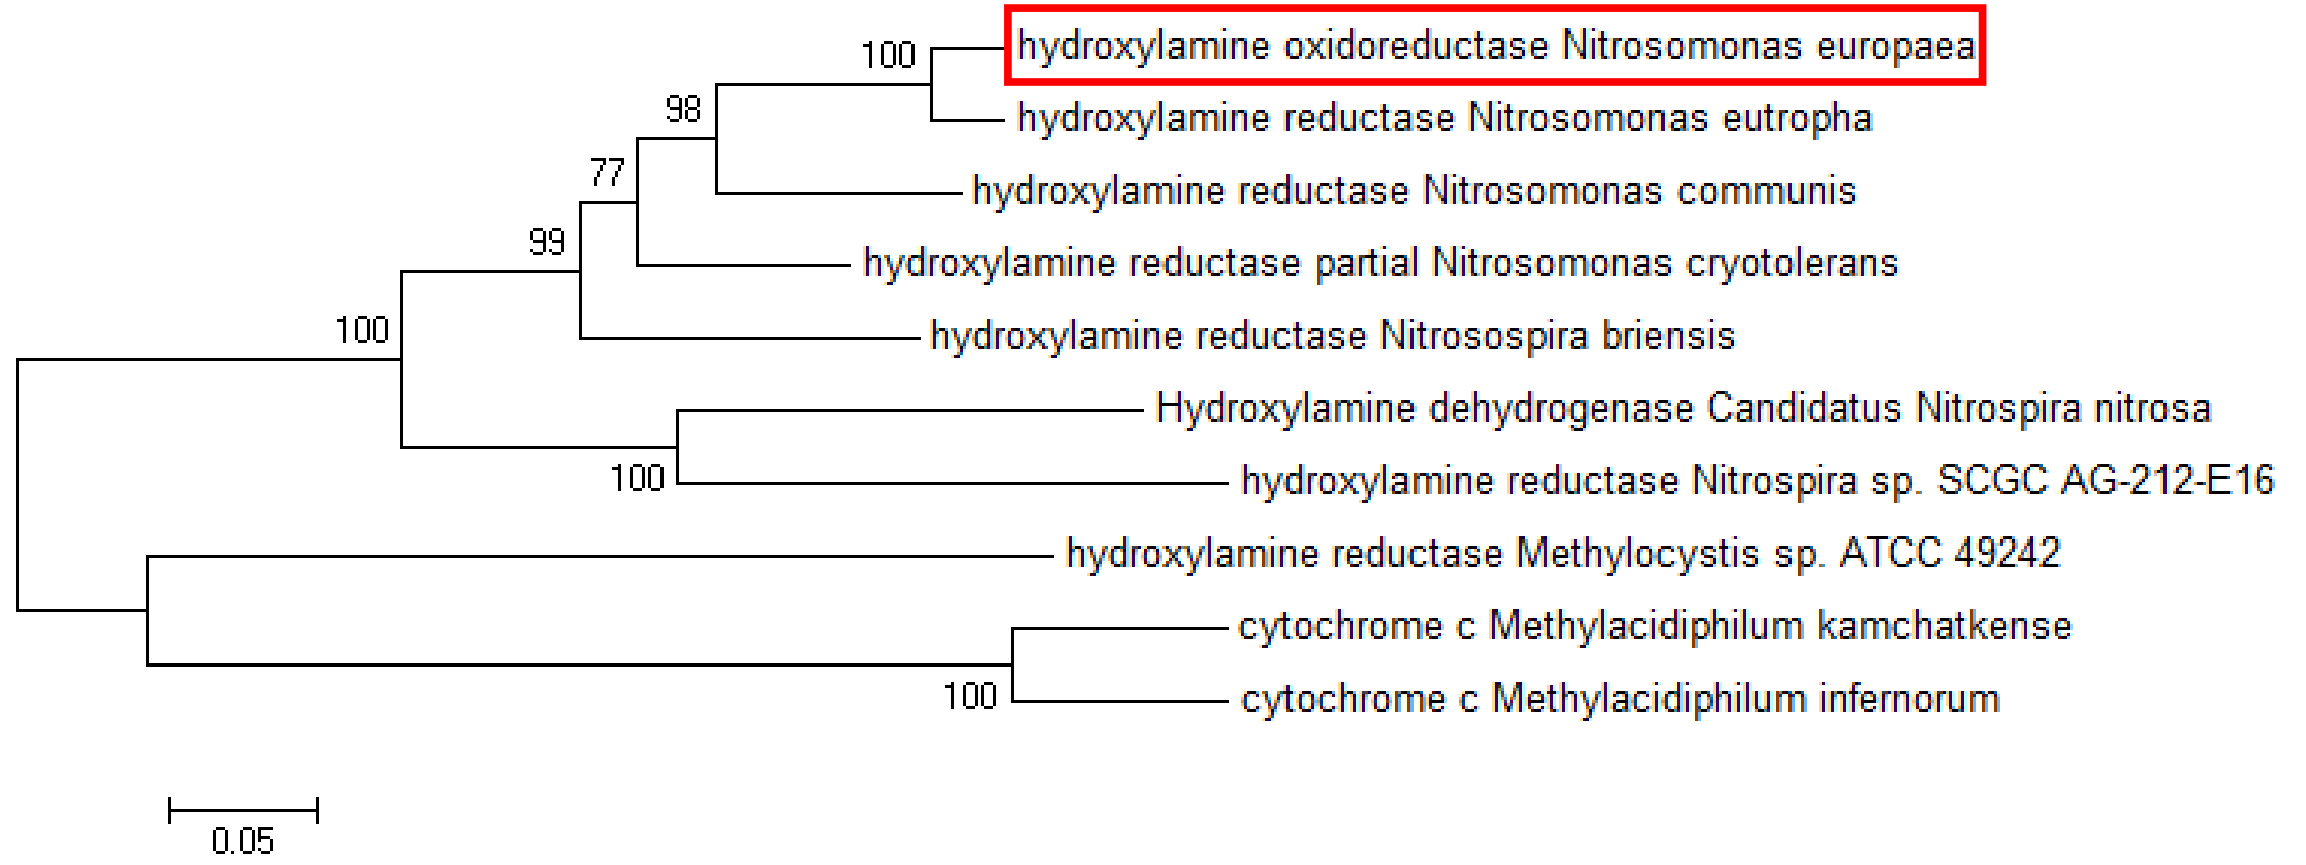 hydroxylamine oxidoreductase Nitrosomonas europaea
100
hydroxylamine reductase Nitrosomonas eutropha
98
hydroxylamine reductase Nitrosomonas communis
77
hydroxylamine reductase partial Nitrosomonas cryotolerans
99
hydroxylamine reductase Nitrosospira briensis
100
Hydroxylamine dehydrogenase Candidatus Nitrospira nitrosa
hydroxylamine reductase Nitrospira sp. SCGC AG-212-E16
100
hydroxylamine reductase Methylocystis sp. ATCC 49242
cytochrome c Methylacidiphilum kamchatkense
cytochrome c Methylacidiphilum infernorum
100
0.05